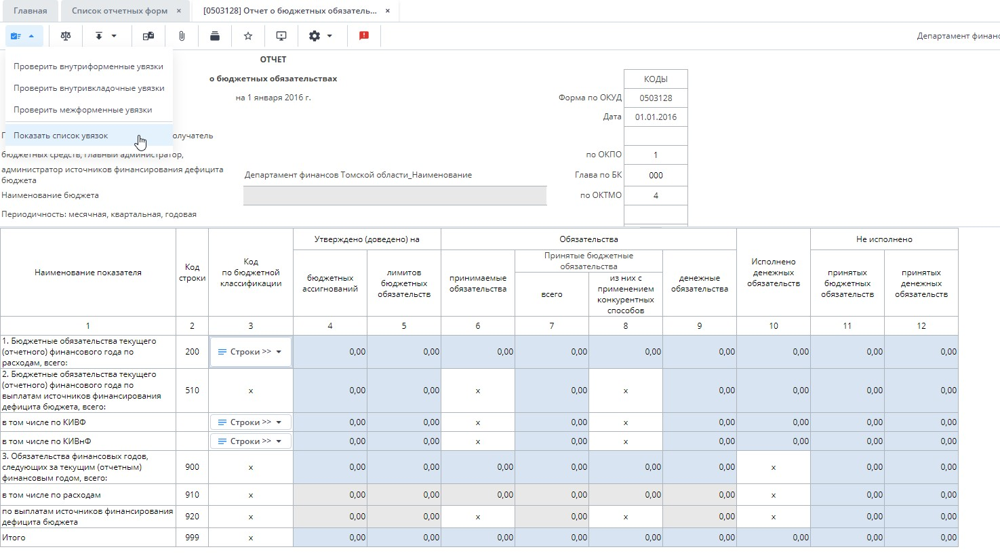 Главная
Список отчетных форм ×
[0503128] Отчет о бюджетных обязатель... ×
Департамент финанс
Проверить внутриформенные увязки
Проверить внутривкладочные увязки
Проверить межформенные увязки
Показать список увязок
ОТЧЕТ
о бюджетных обязательствах
на 1 января 2016 г.
КОДЫ
Форма по ОКУД 0503128
Дата 01.01.2016
олучатель
бюджетных средств, главный администратор,
по ОКПО 1
администратор источников финансирования дефицита
бюджета
Департамент финансов Томской области_Наименование
Глава по БК 000
Наименование бюджета
по ОКТМО 4
Периодичность: месячная, квартальная, годовая
Наименование показателя
Код
строки
Код
по бюджетной
классификации
Утверждено (доведено) на
бюджетных
ассигнований
лимитов
бюджетных
обязательств
Обязательства
принимаемые
обязательства
Принятые бюджетные
обязательства
всего
из них с
применением
конкурентных
способов
денежные
обязательства
Исполнено
денежных
обязательств
Не исполнено
принятых
бюджетных
обязательств
принятых
денежных
обязательств
1 2 3 4 5 6 7 8 9 10 11 12
1. Бюджетные обязательства текущего
(отчетного) финансового года по
расходам, всего:
200 Строки >> 0,00 0,00 0,00 0,00 0,00 0,00 0,00 0,00 0,00
2. Бюджетные обязательства текущего
(отчетного) финансового года по
выплатам источников финансирования
дефицита бюджета, всего:
510 x 0,00 0,00 x 0,00 x 0,00 0,00 0,00 0,00
в том числе по КИВФ Строки >> 0,00 0,00 x 0,00 x 0,00 0,00 0,00 0,00
в том числе по КИВнФ Строки >> 0,00 0,00 x 0,00 x 0,00 0,00 0,00 0,00
3. Обязательства финансовых годов,
следующих за текущим (отчетным)
финансовым годом, всего:
900 x 0,00 0,00 0,00 0,00 0,00 0,00 x 0,00 0,00
в том числе по расходам 910 x 0,00 0,00 0,00 0,00 0,00 0,00 x 0,00 0,00
по выплатам источников финансирования
дефицита бюджета
920 x 0,00 0,00 x 0,00 x 0,00 x 0,00 0,00
Итого 999 x 0,00 0,00 0,00 0,00 0,00 0,00 0,00 0,00 0,00